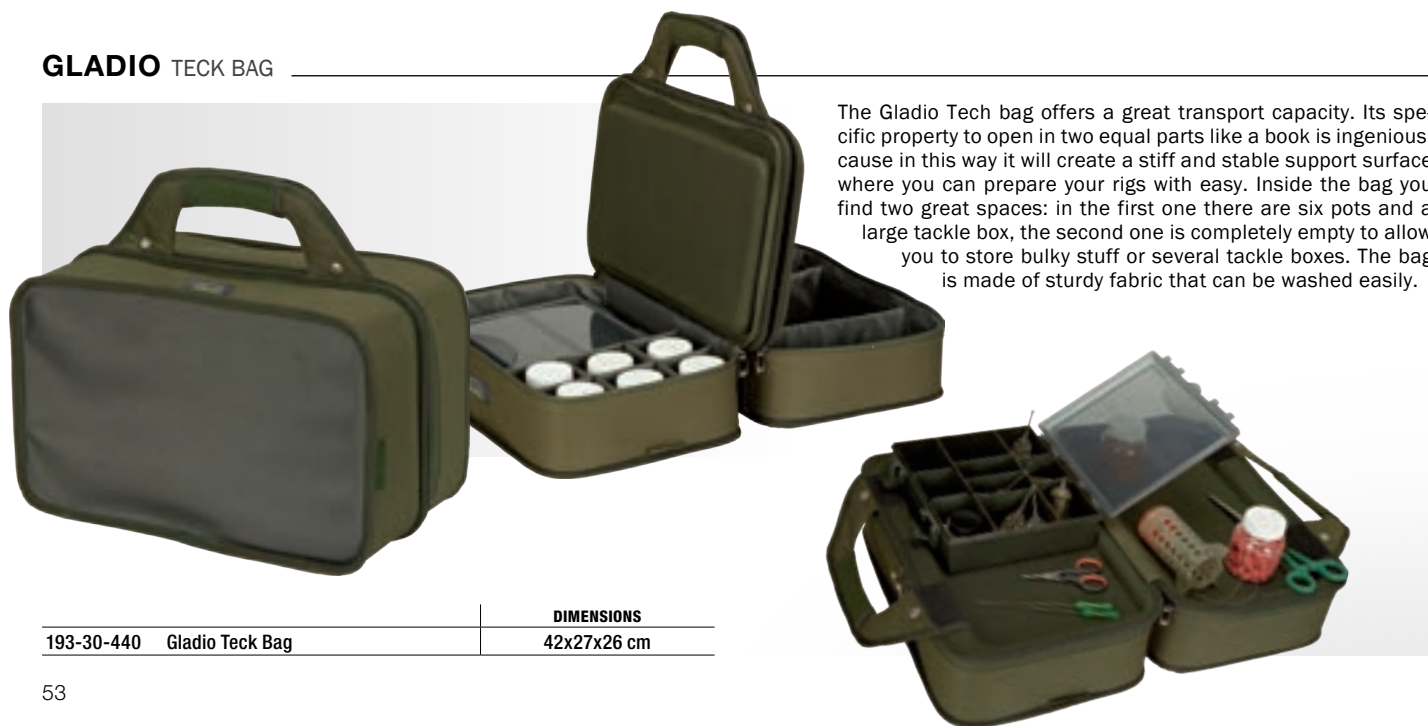 GLADIO TECK BAG
The Gladio Tech bag offers a great transport capacity. Its spe-
cific property to open in two equal parts like a book is ingenious
cause in this way it will create a stiff and stable support surface
where you can prepare your rigs with easy. Inside the bag you
find two great spaces: in the first one there are six pots and a
large tackle box, the second one is completely empty to allow
you to store bulky stuff or several tackle boxes. The bag
is made of sturdy fabric that can be washed easily.
DIMENSIONS
193-30-440 Gladio Teck Bag 42x27x26 cm
53